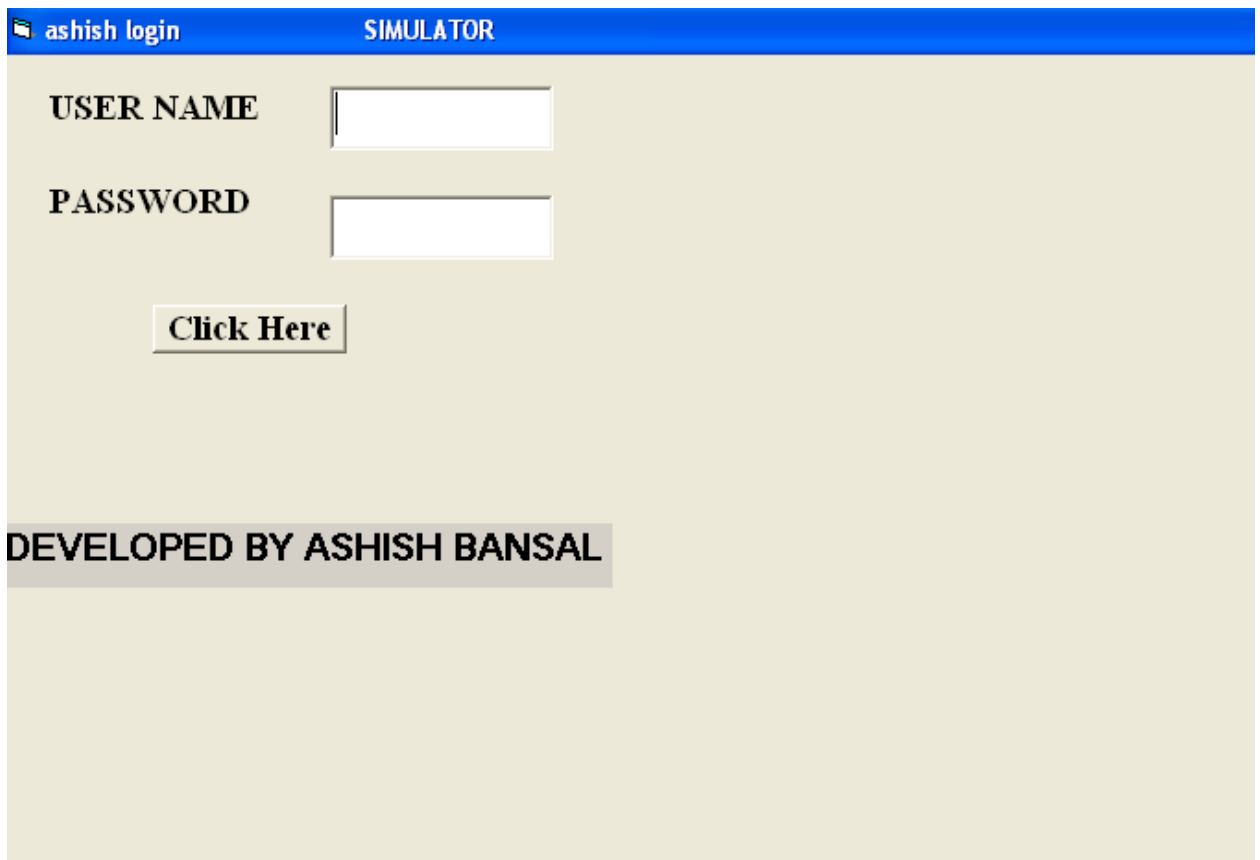 ashish login SIMULATOR
USER NAME
PASSWORD
Click Here
DEVELOPED BY ASHISH BANSAL